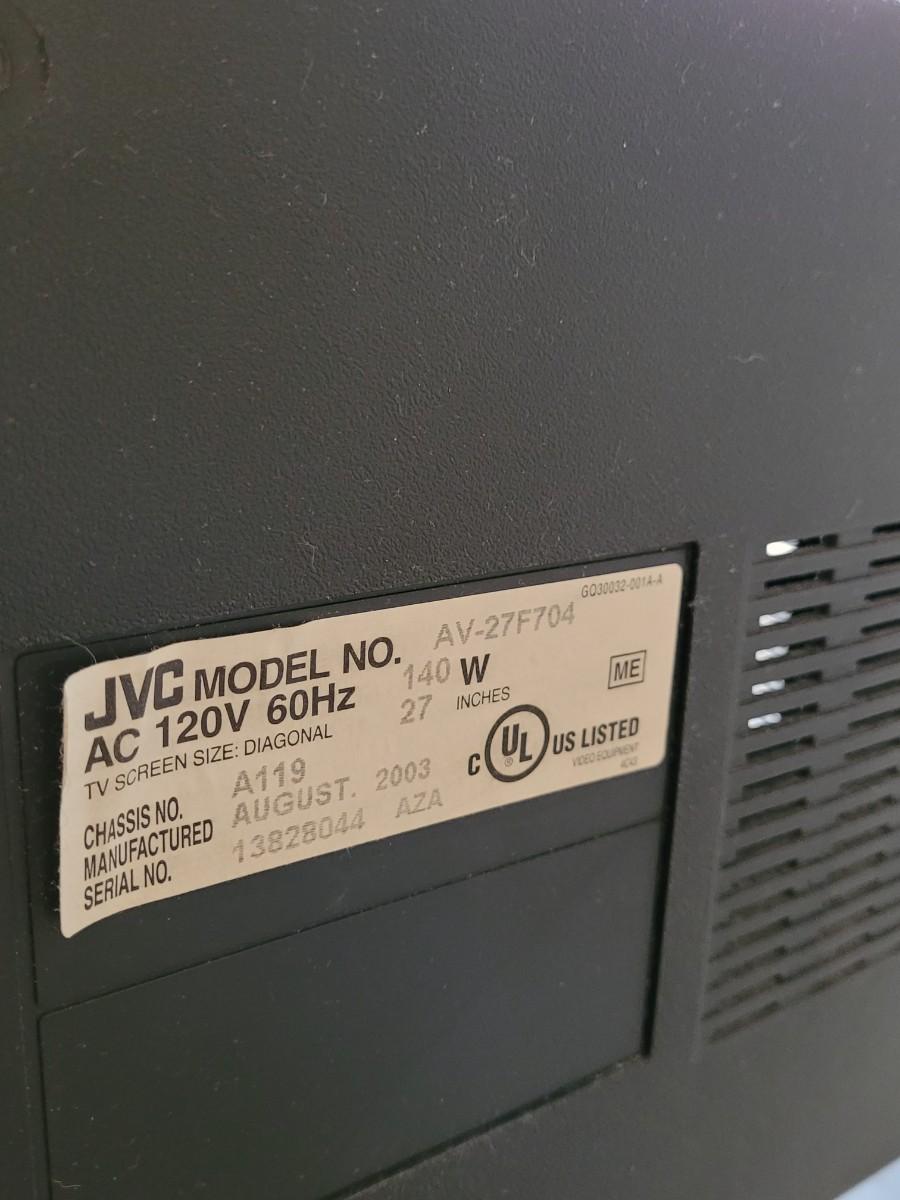 GQ30032-001A-A
JVC MODEL NO. AV-27F704
AC 120V 60Hz 140 W
TV SCREEN SIZE: DIAGONAL 27 INCHES
ME
CHASSIS NO. A119
MANUFACTURED AUGUST. 2003
SERIAL NO. 13828044 AZA
C UL ® US LISTED
VIDEO EQUIPMENT
4C43